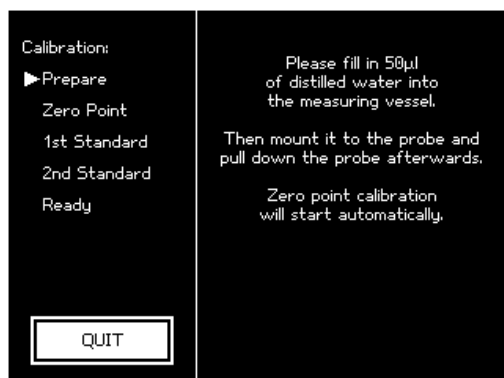 Calibration:
Prepare
Zero Point
1st Standard
2nd Standard
Ready
QUIT
Please fill in 50µl
of distilled water into
the measuring vessel.
Then mount it to the probe and
pull down the probe afterwards.
Zero point calibration
will start automatically.